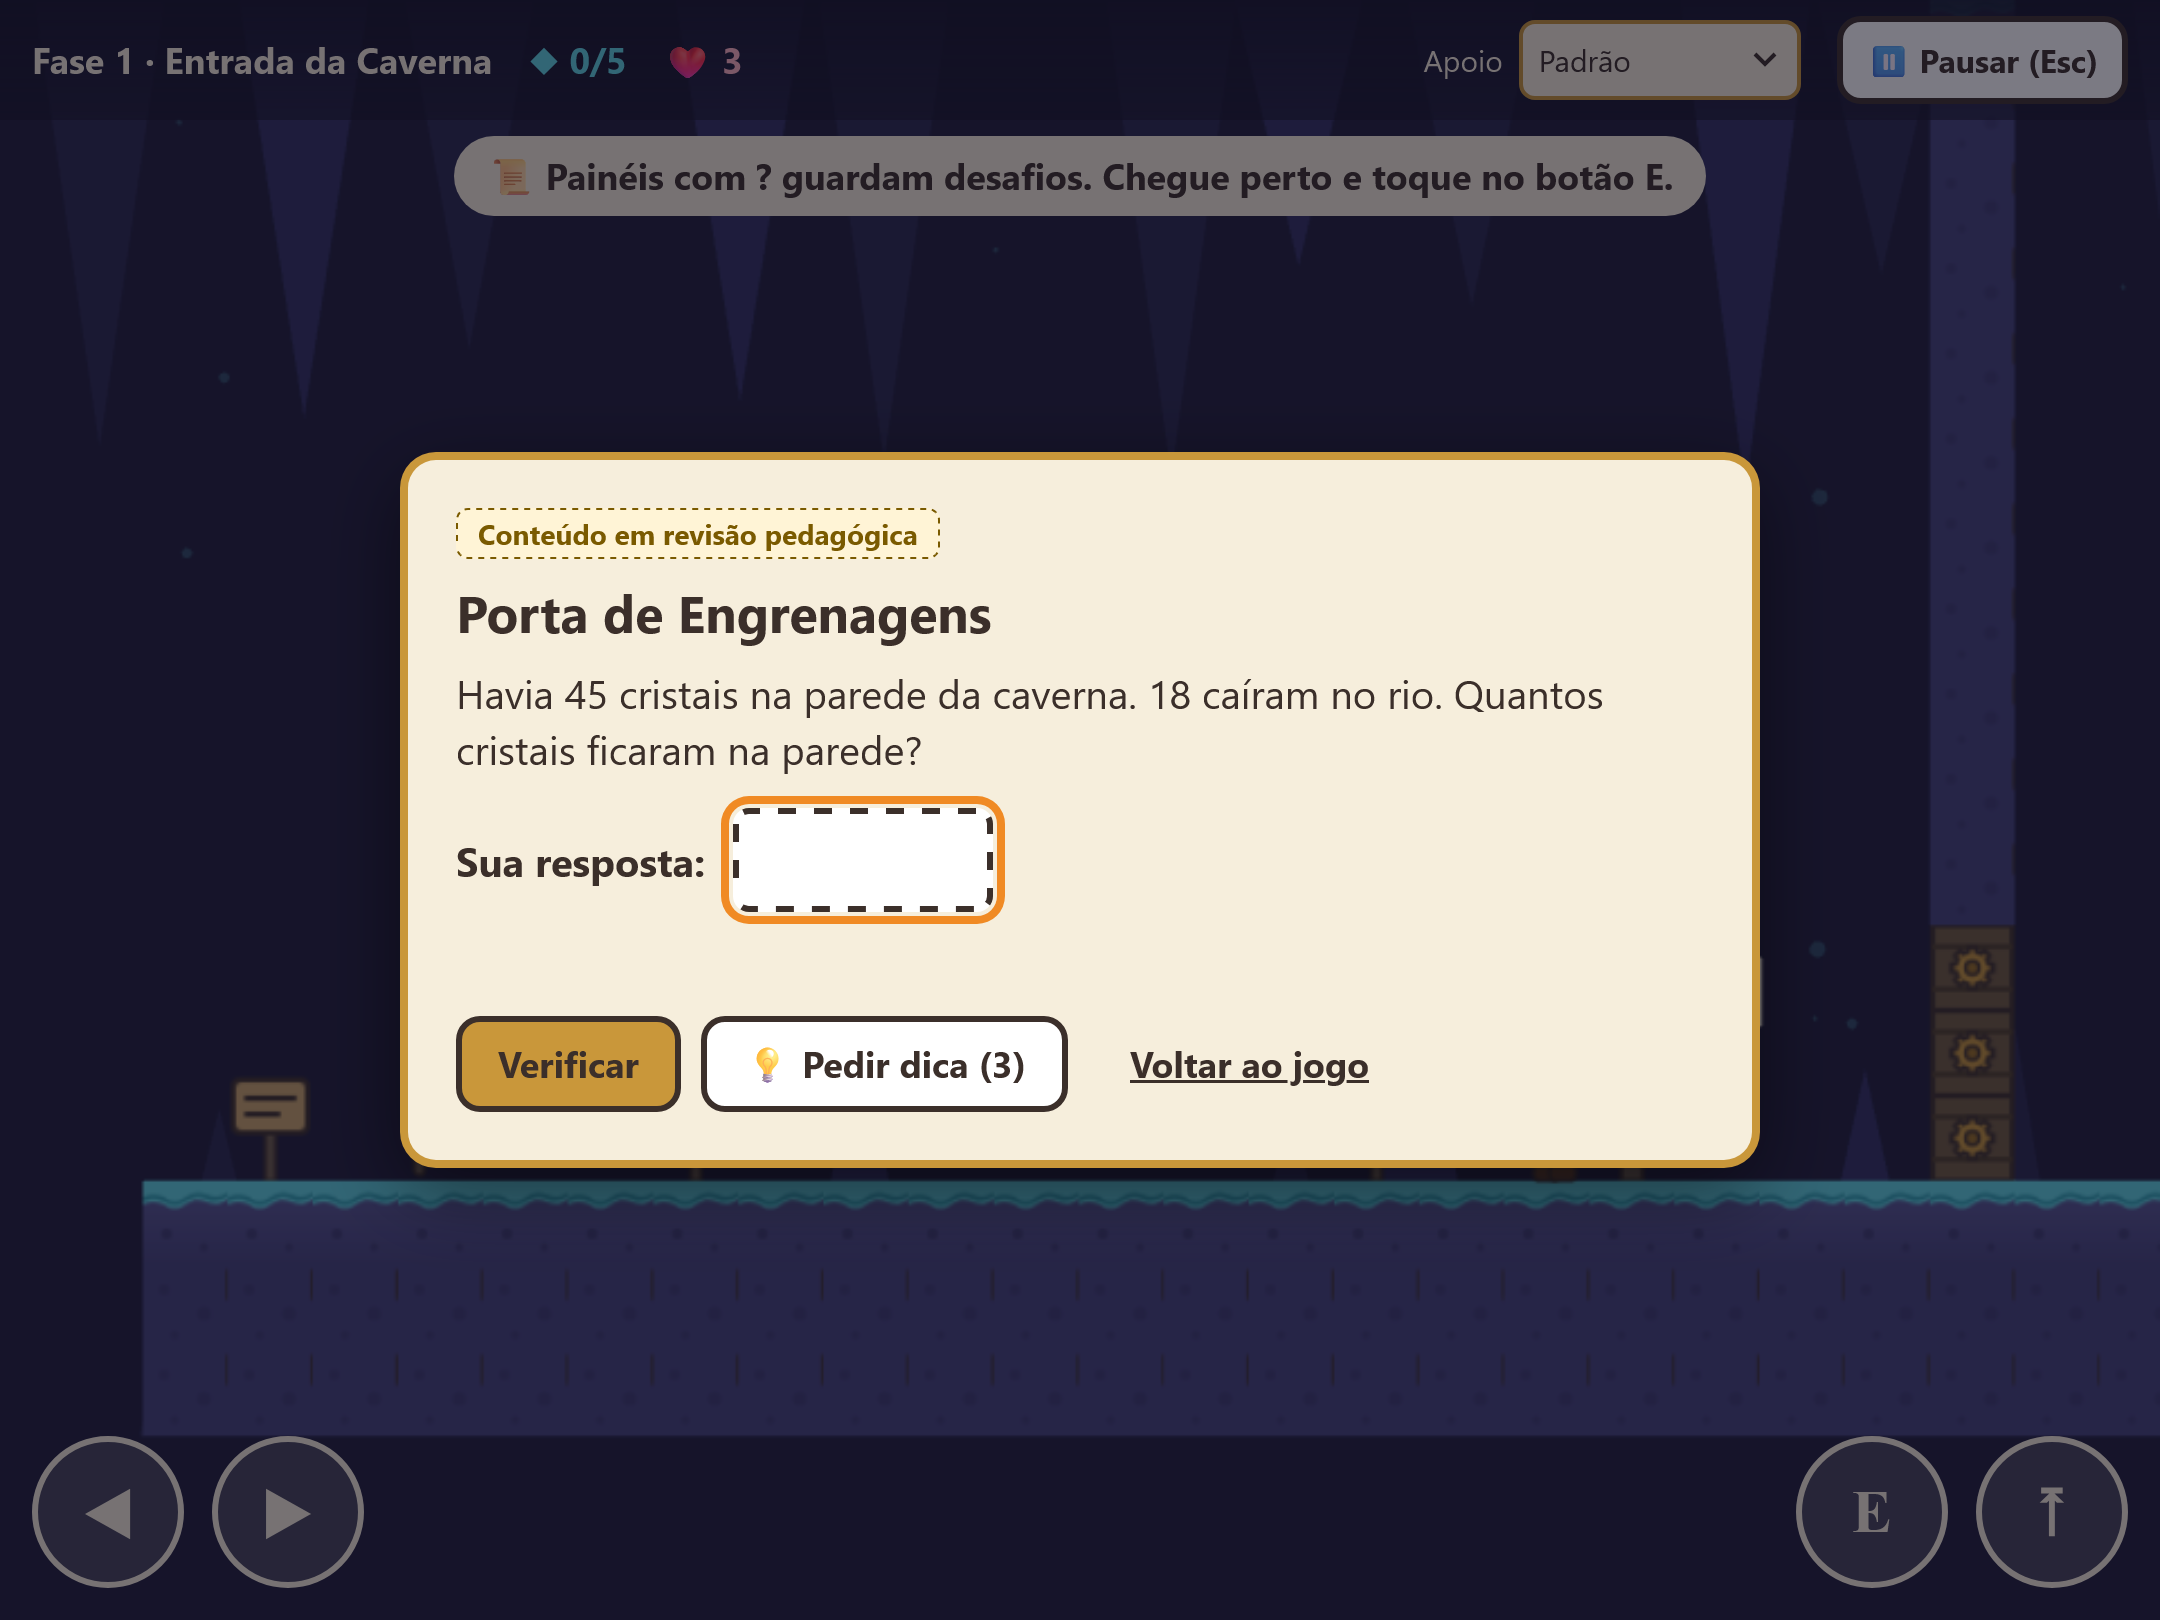 Fase 1 · Entrada da Caverna ◆ 0/5 3 Apoio Padrão Pausar (Esc)
Painéis com ? guardam desafios. Chegue perto e toque no botão E.
Conteúdo em revisão pedagógica
Porta de Engrenagens
Havia 45 cristais na parede da caverna. 18 caíram no rio. Quantos
cristais ficaram na parede?
Sua resposta:
Verificar Pedir dica (3) Voltar ao jogo
E